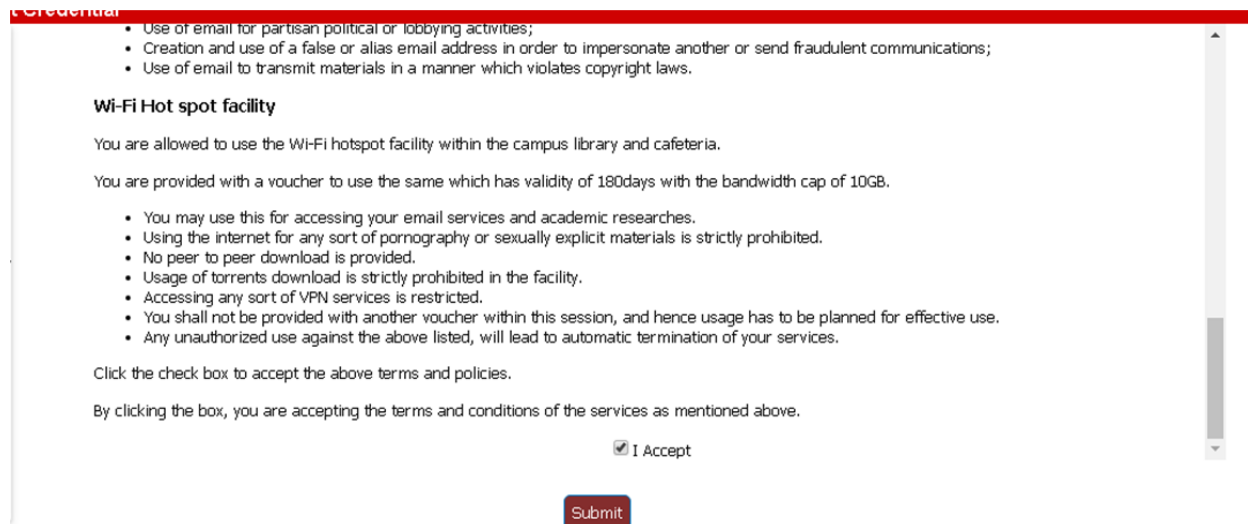 t Credential
• Use of email for partisan political or lobbying activities;
• Creation and use of a false or alias email address in order to impersonate another or send fraudulent communications;
• Use of email to transmit materials in a manner which violates copyright laws.
Wi-Fi Hot spot facility
You are allowed to use the Wi-Fi hotspot facility within the campus library and cafeteria.
You are provided with a voucher to use the same which has validity of 180days with the bandwidth cap of 10GB.
• You may use this for accessing your email services and academic researches.
• Using the internet for any sort of pornography or sexually explicit materials is strictly prohibited.
• No peer to peer download is provided.
• Usage of torrents download is strictly prohibited in the facility.
• Accessing any sort of VPN services is restricted.
• You shall not be provided with another voucher within this session, and hence usage has to be planned for effective use.
• Any unauthorized use against the above listed, will lead to automatic termination of your services.
Click the check box to accept the above terms and policies.
By clicking the box, you are accepting the terms and conditions of the services as mentioned above.
I Accept
Submit